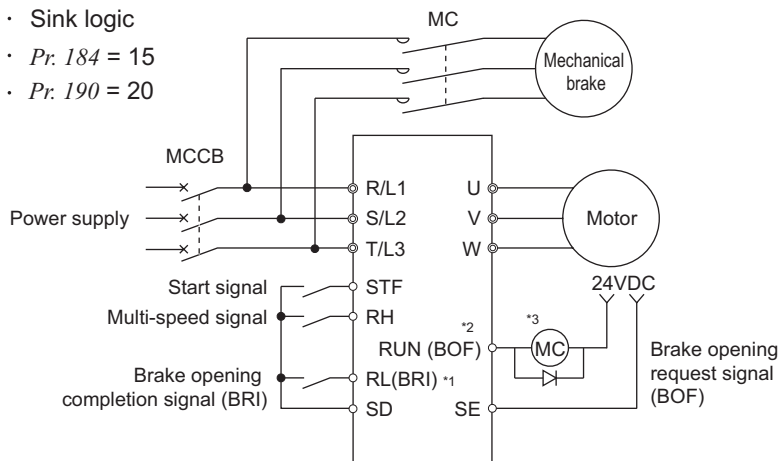 · Sink logic
· Pr. 184 = 15
· Pr. 190 = 20
MC
Mechanical
brake
MCCB
Power supply
R/L1
S/L2
T/L3
U
V
W
Motor
24VDC
Start signal
STF
Multi-speed signal
RH
*2
*3
RUN (BOF)
MC
Brake opening
request signal
(BOF)
Brake opening
completion signal (BRI)
RL(BRI) *1
SD
SE